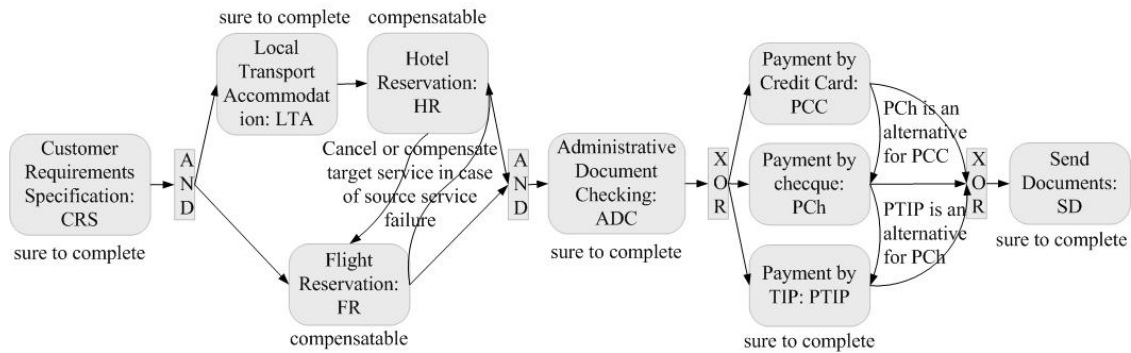 sure to complete
compensatable
Local
Transport
Accommodat
ion: LTA
Hotel
Reservation:
HR
Customer
Requirements
Specification:
CRS
sure to complete
A
N
D
Cancel or compensate
target service in case
of source service
failure
Flight
Reservation:
FR
compensatable
A
N
D
Administrative
Document
Checking:
ADC
sure to complete
X
O
R
Payment by
Credit Card:
PCC
PCh is an
alternative
for PCC
Payment by
checque:
PCh
PTIP is an
alternative
for PCh
Payment by
TIP: PTIP
sure to complete
X
O
R
Send
Documents:
SD
sure to complete